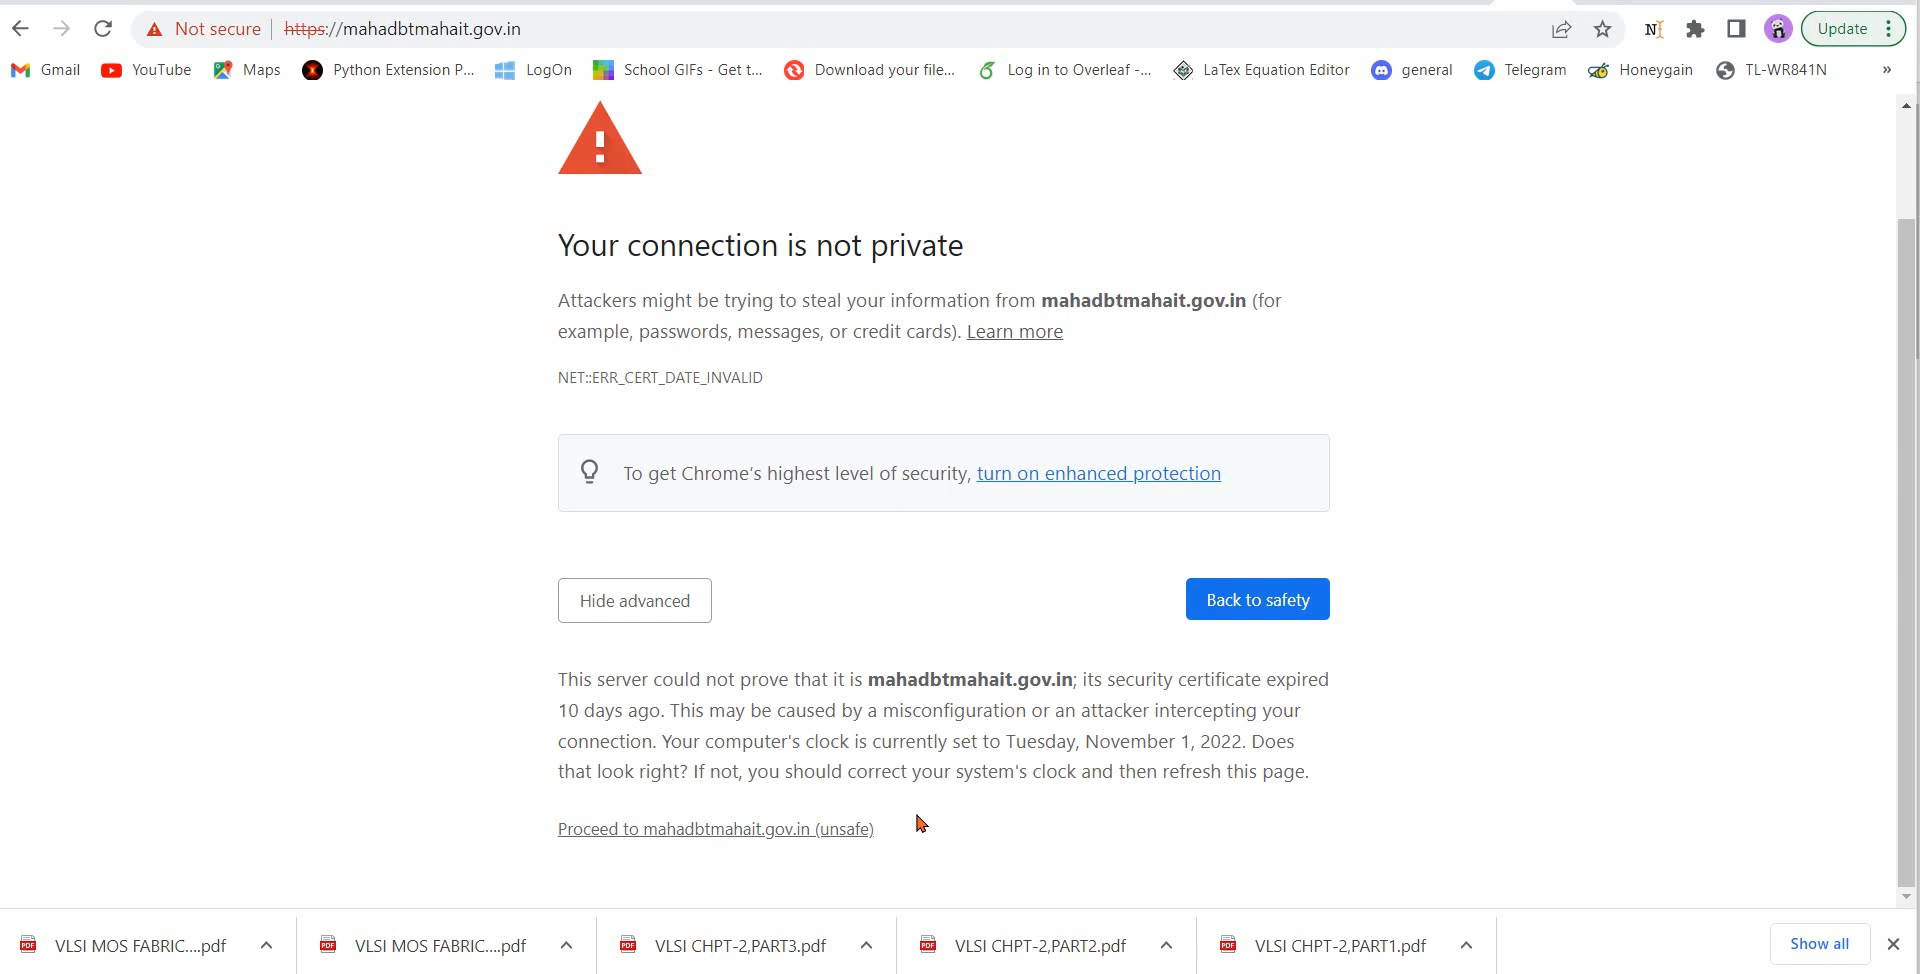 Not secure https://mahadbtmahait.gov.in Update
Gmail YouTube Maps Python Extension P... LogOn School GIFs - Get t... Download your file... Log in to Overleaf -... LaTex Equation Editor general Telegram Honeygain TL-WR841N »
Your connection is not private
Attackers might be trying to steal your information from mahadbtmahait.gov.in (for
example, passwords, messages, or credit cards). Learn more
NET::ERR_CERT_DATE_INVALID
To get Chrome's highest level of security, turn on enhanced protection
Hide advanced Back to safety
This server could not prove that it is mahadbtmahait.gov.in; its security certificate expired
10 days ago. This may be caused by a misconfiguration or an attacker intercepting your
connection. Your computer's clock is currently set to Tuesday, November 1, 2022. Does
that look right? If not, you should correct your system's clock and then refresh this page.
Proceed to mahadbtmahait.gov.in (unsafe)
VLSI MOS FABRIC....pdf VLSI MOS FABRIC....pdf VLSI CHPT-2,PART3.pdf VLSI CHPT-2,PART2.pdf VLSI CHPT-2,PART1.pdf Show all